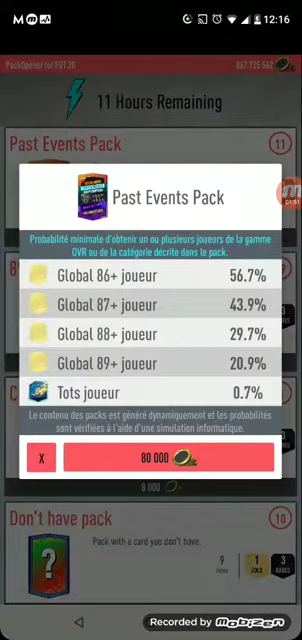 12:16
PackOpener for FUT 20
867 725 562
11 Hours Remaining
Past Events Pack
11
01:51
Past Events Pack
Probabilité minimale d'obtenir un ou plusieurs joueurs de la gamme
OVR ou de la catégorie décrite dans le pack.
Global 86+ joueur 56.7%
Global 87+ joueur 43.9%
Global 88+ joueur 29.7%
Global 89+ joueur 20.9%
Tots joueur 0.7%
Le contenu des packs est généré dynamiquement et les probabilités
sont vérifiées à l'aide d'une simulation informatique.
X
80 000
8 000
Don't have pack
10
Pack with a card you don't have.
?
9
1
GOLD
3
RARES
Recorded by Mobizen